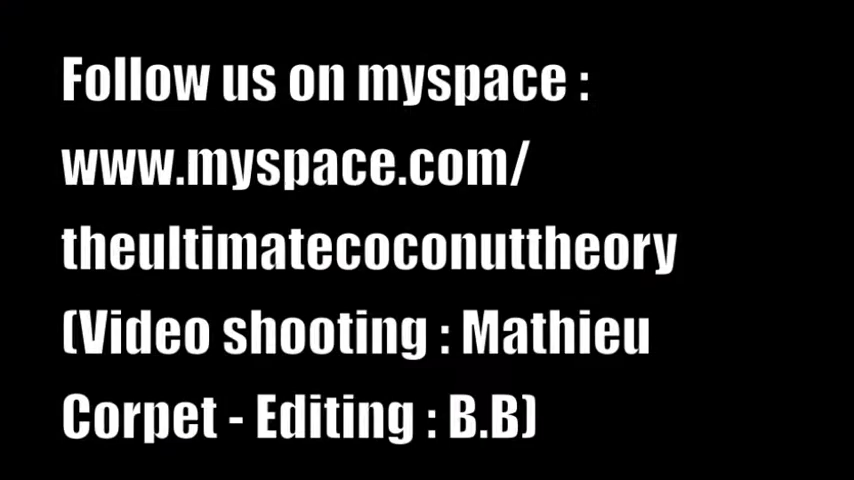 Follow us on myspace :
www.myspace.com/
theultimatecoconuttheory
(Video shooting : Mathieu
Corpet - Editing : B.B)